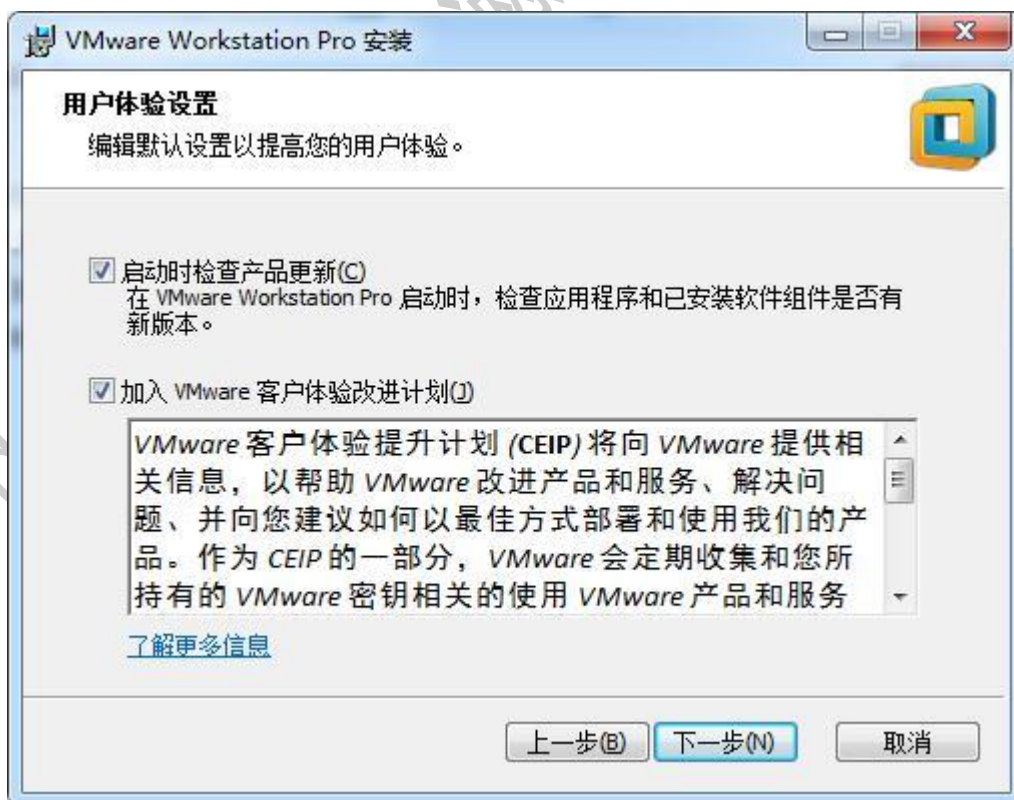 VMware Workstation Pro 安装
用户体验设置
编辑默认设置以提高您的用户体验。
启动时检查产品更新(C)
在 VMware Workstation Pro 启动时，检查应用程序和已安装软件组件是否有
新版本。
加入 VMware 客户体验改进计划(J)
VMware 客户体验提升计划 (CEIP) 将向 VMware 提供相
关信息，以帮助 VMware 改进产品和服务、解决问
题、并向您建议如何以最佳方式部署和使用我们的产
品。作为 CEIP 的一部分，VMware 会定期收集和您所
持有的 VMware 密钥相关的使用 VMware 产品和服务
了解更多信息
上一步(B) 下一步(N) 取消